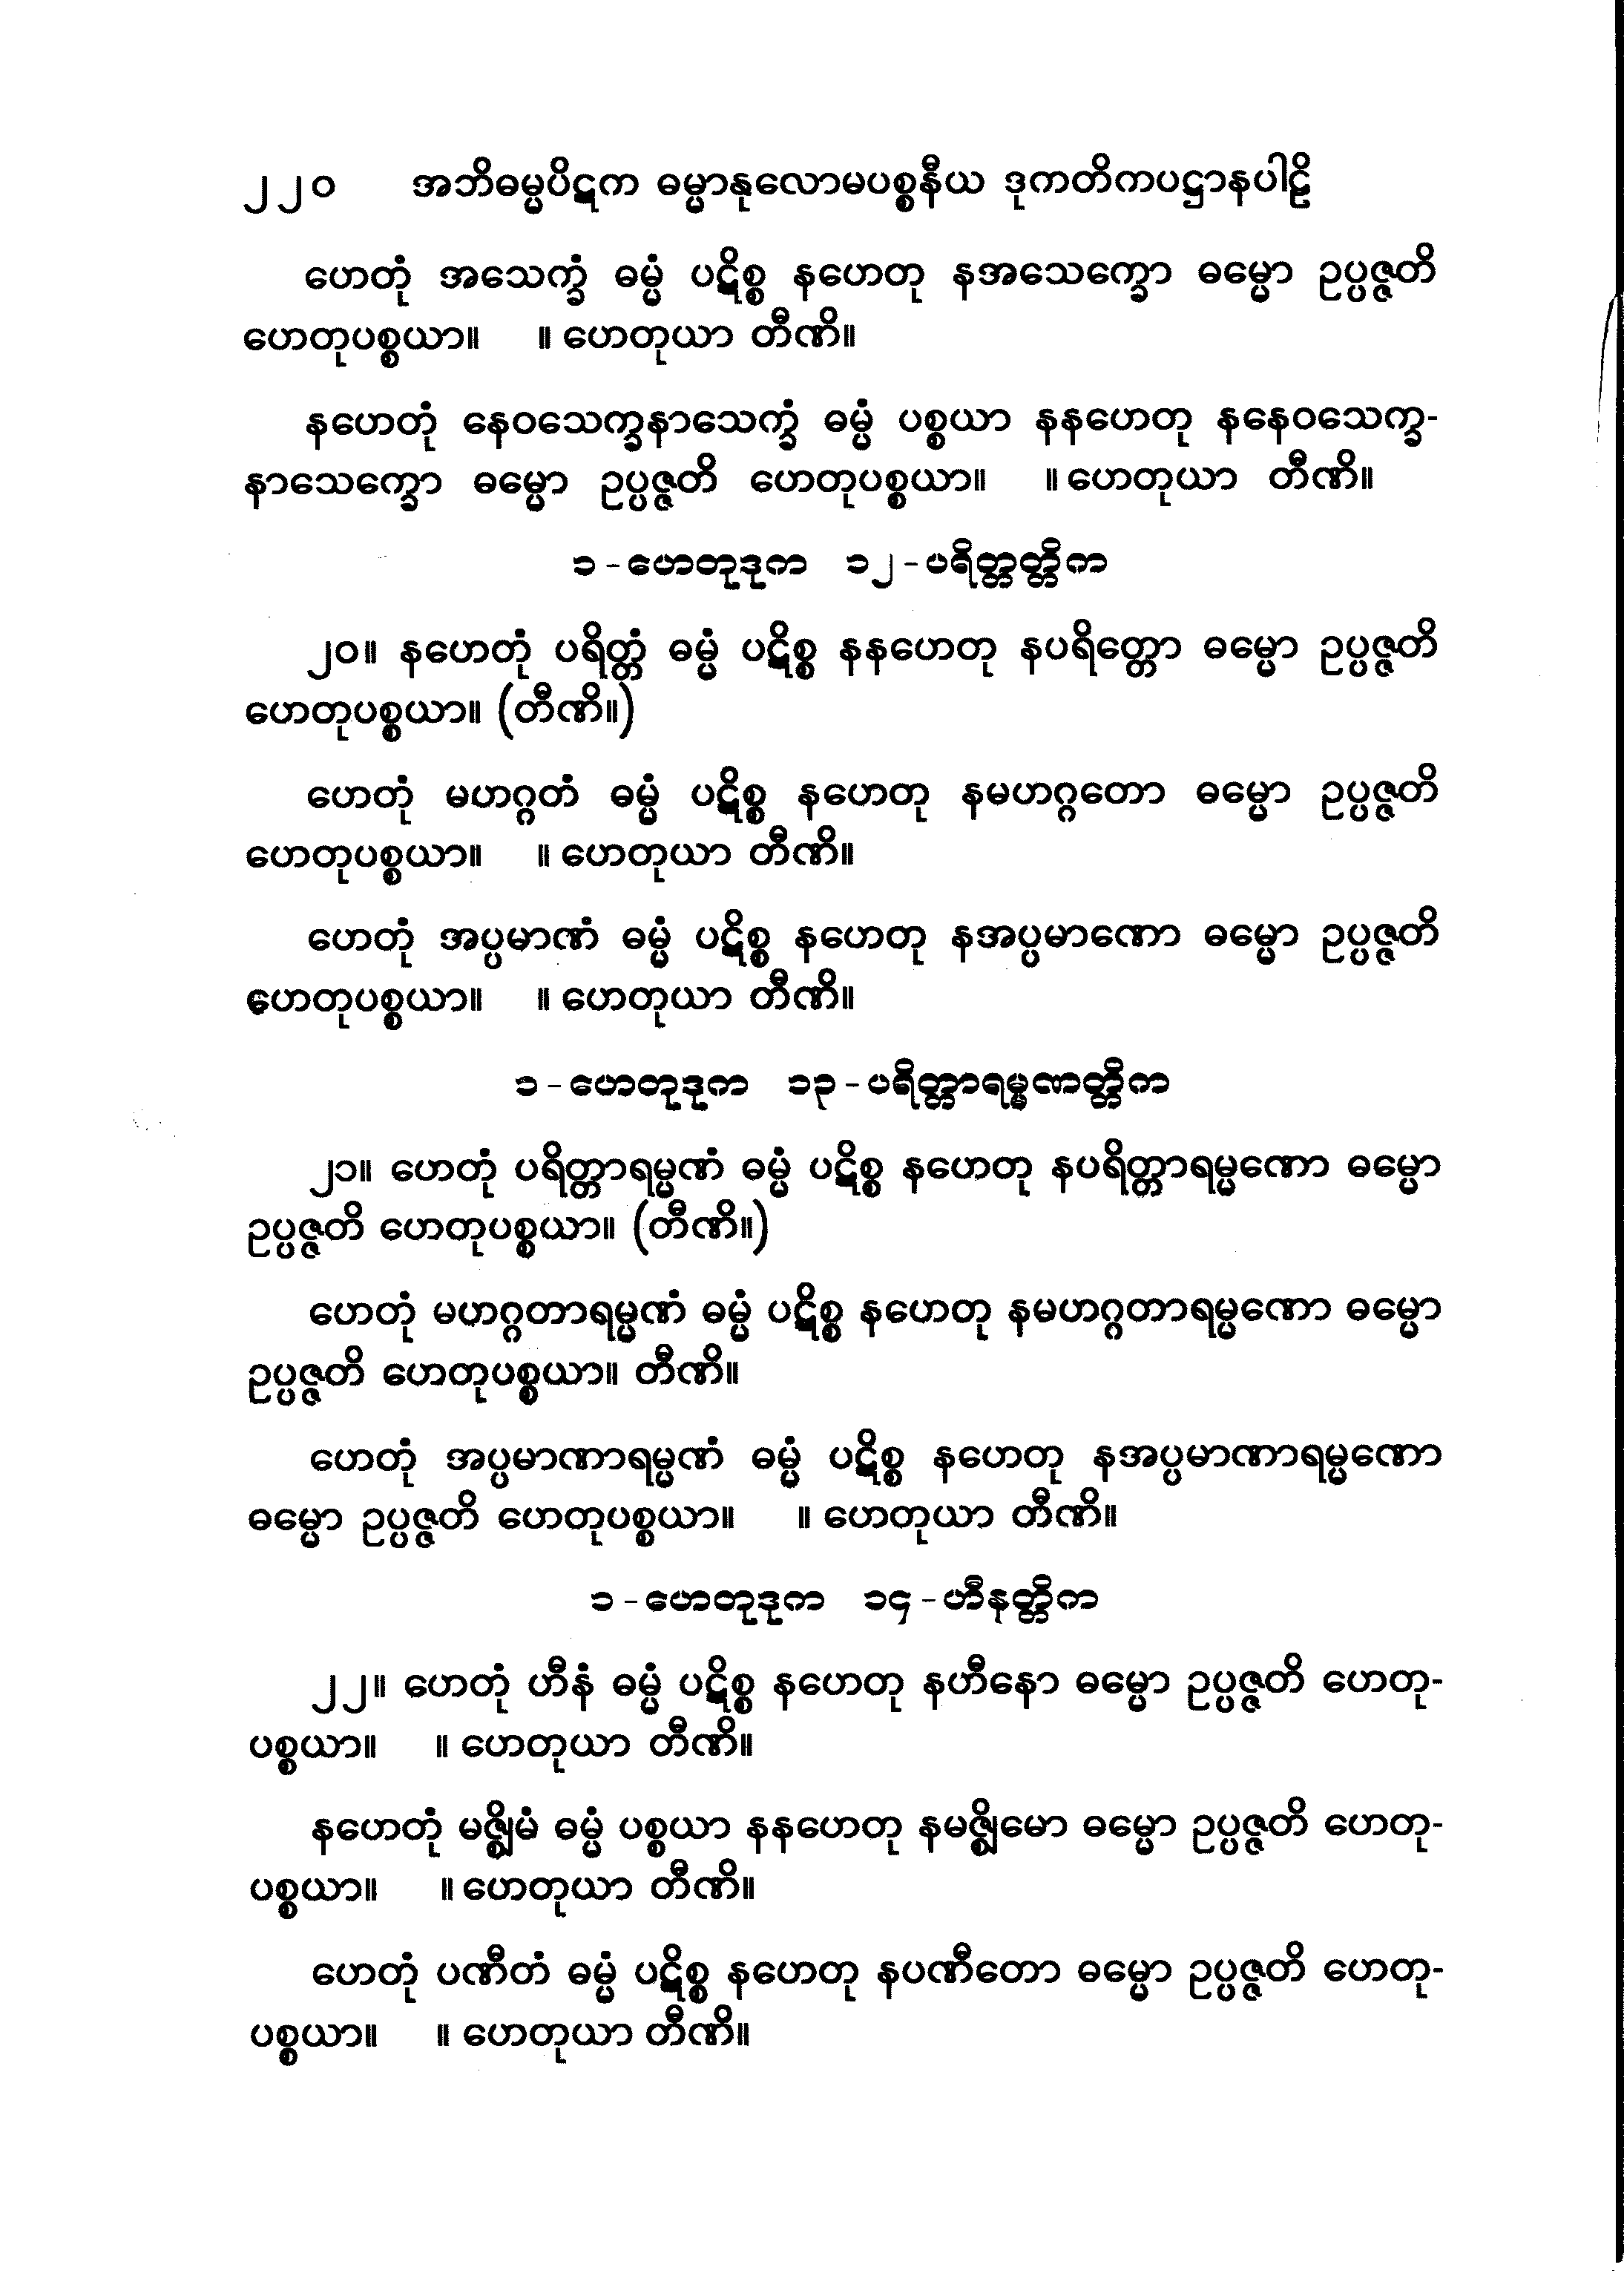 ၂၂၀ အဘိဓမ္မပိဋက ဓမ္မာနုလောမပစ္စနီယ ဒုကတိကပဋ္ဌာနပါဠိ
ဟေတုံ အသေက္ခံ ဓမ္မံ ပဋိစ္စ နဟေတု နအသေက္ခော ဓမ္မော ဥပ္ပဇ္ဇတိ
ဟေတုပစ္စယာ။ ။ ဟေတုယာ တီဏိ။
နဟေတုံ နေဝသေက္ခနာသေက္ခံ ဓမ္မံ ပစ္စယာ နနဟေတု နနေဝသေက္ခ-
နာသေက္ခော ဓမ္မော ဥပ္ပဇ္ဇတိ ဟေတုပစ္စယာ။ ။ ဟေတုယာ တီဏိ။
၁ - ဟေတုဒုက ၁၂ - ပရိတ္တတ္တိက
၂၀။ နဟေတုံ ပရိတ္တံ ဓမ္မံ ပဋိစ္စ နနဟေတု နပရိတ္တော ဓမ္မော ဥပ္ပဇ္ဇတိ
ဟေတုပစ္စယာ။ (တီဏိ။)
ဟေတုံ မဟဂ္ဂတံ ဓမ္မံ ပဋိစ္စ နဟေတု နမဟဂ္ဂတော ဓမ္မော ဥပ္ပဇ္ဇတိ
ဟေတုပစ္စယာ။ ။ ဟေတုယာ တီဏိ။
ဟေတုံ အပ္ပမာဏံ ဓမ္မံ ပဋိစ္စ နဟေတု နအပ္ပမာဏော ဓမ္မော ဥပ္ပဇ္ဇတိ
ဟေတုပစ္စယာ။ ။ ဟေတုယာ တီဏိ။
၁ - ဟေတုဒုက ၁၃ - ပရိတ္တာရမ္မဏတ္တိက
၂၁။ ဟေတုံ ပရိတ္တာရမ္မဏံ ဓမ္မံ ပဋိစ္စ နဟေတု နပရိတ္တာရမ္မဏော ဓမ္မော
ဥပ္ပဇ္ဇတိ ဟေတုပစ္စယာ။ (တီဏိ။)
ဟေတုံ မဟဂ္ဂတာရမ္မဏံ ဓမ္မံ ပဋိစ္စ နဟေတု နမဟဂ္ဂတာရမ္မဏော ဓမ္မော
ဥပ္ပဇ္ဇတိ ဟေတုပစ္စယာ။ တီဏိ။
ဟေတုံ အပ္ပမာဏာရမ္မဏံ ဓမ္မံ ပဋိစ္စ နဟေတု နအပ္ပမာဏာရမ္မဏော
ဓမ္မော ဥပ္ပဇ္ဇတိ ဟေတုပစ္စယာ။ ။ ဟေတုယာ တီဏိ။
၁ - ဟေတုဒုက ၁၄ - ဟီနတ္တိက
၂၂။ ဟေတုံ ဟီနံ ဓမ္မံ ပဋိစ္စ နဟေတု နဟီနော ဓမ္မော ဥပ္ပဇ္ဇတိ ဟေတု-
ပစ္စယာ။ ။ ဟေတုယာ တီဏိ။
နဟေတုံ မဇ္ဈိမံ ဓမ္မံ ပစ္စယာ နနဟေတု နမဇ္ဈိမော ဓမ္မော ဥပ္ပဇ္ဇတိ ဟေတု-
ပစ္စယာ။ ။ ဟေတုယာ တီဏိ။
ဟေတုံ ပဏီတံ ဓမ္မံ ပဋိစ္စ နဟေတု နပဏီတော ဓမ္မော ဥပ္ပဇ္ဇတိ ဟေတု-
ပစ္စယာ။ ။ ဟေတုယာ တီဏိ။